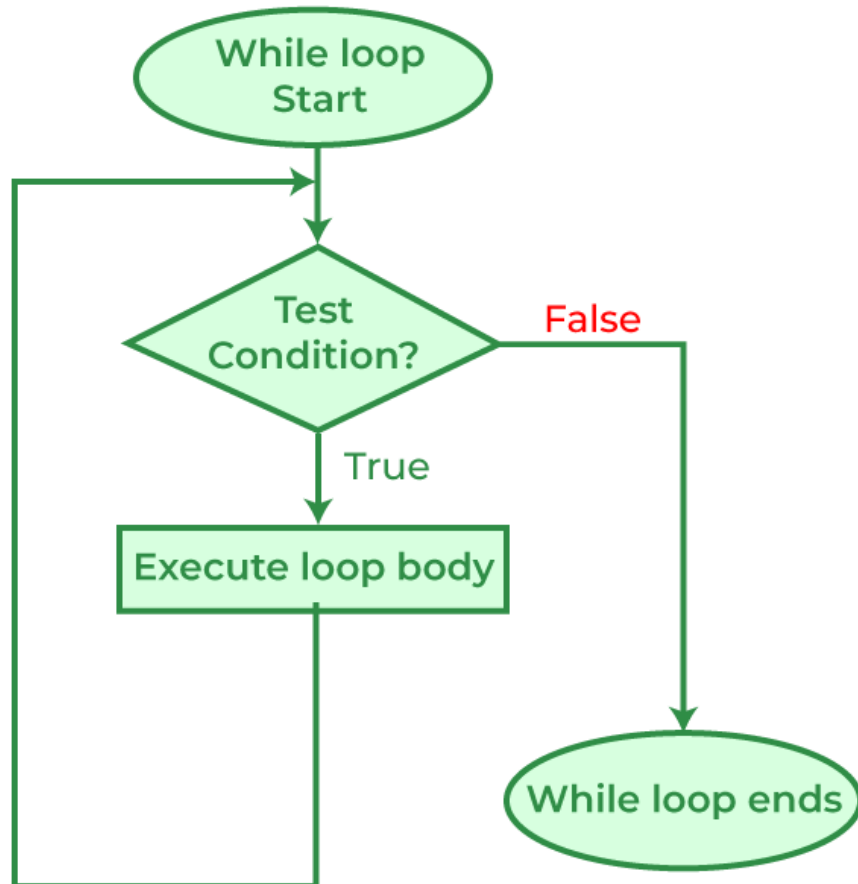 While loop
Start
Test
Condition?
False
True
Execute loop body
While loop ends